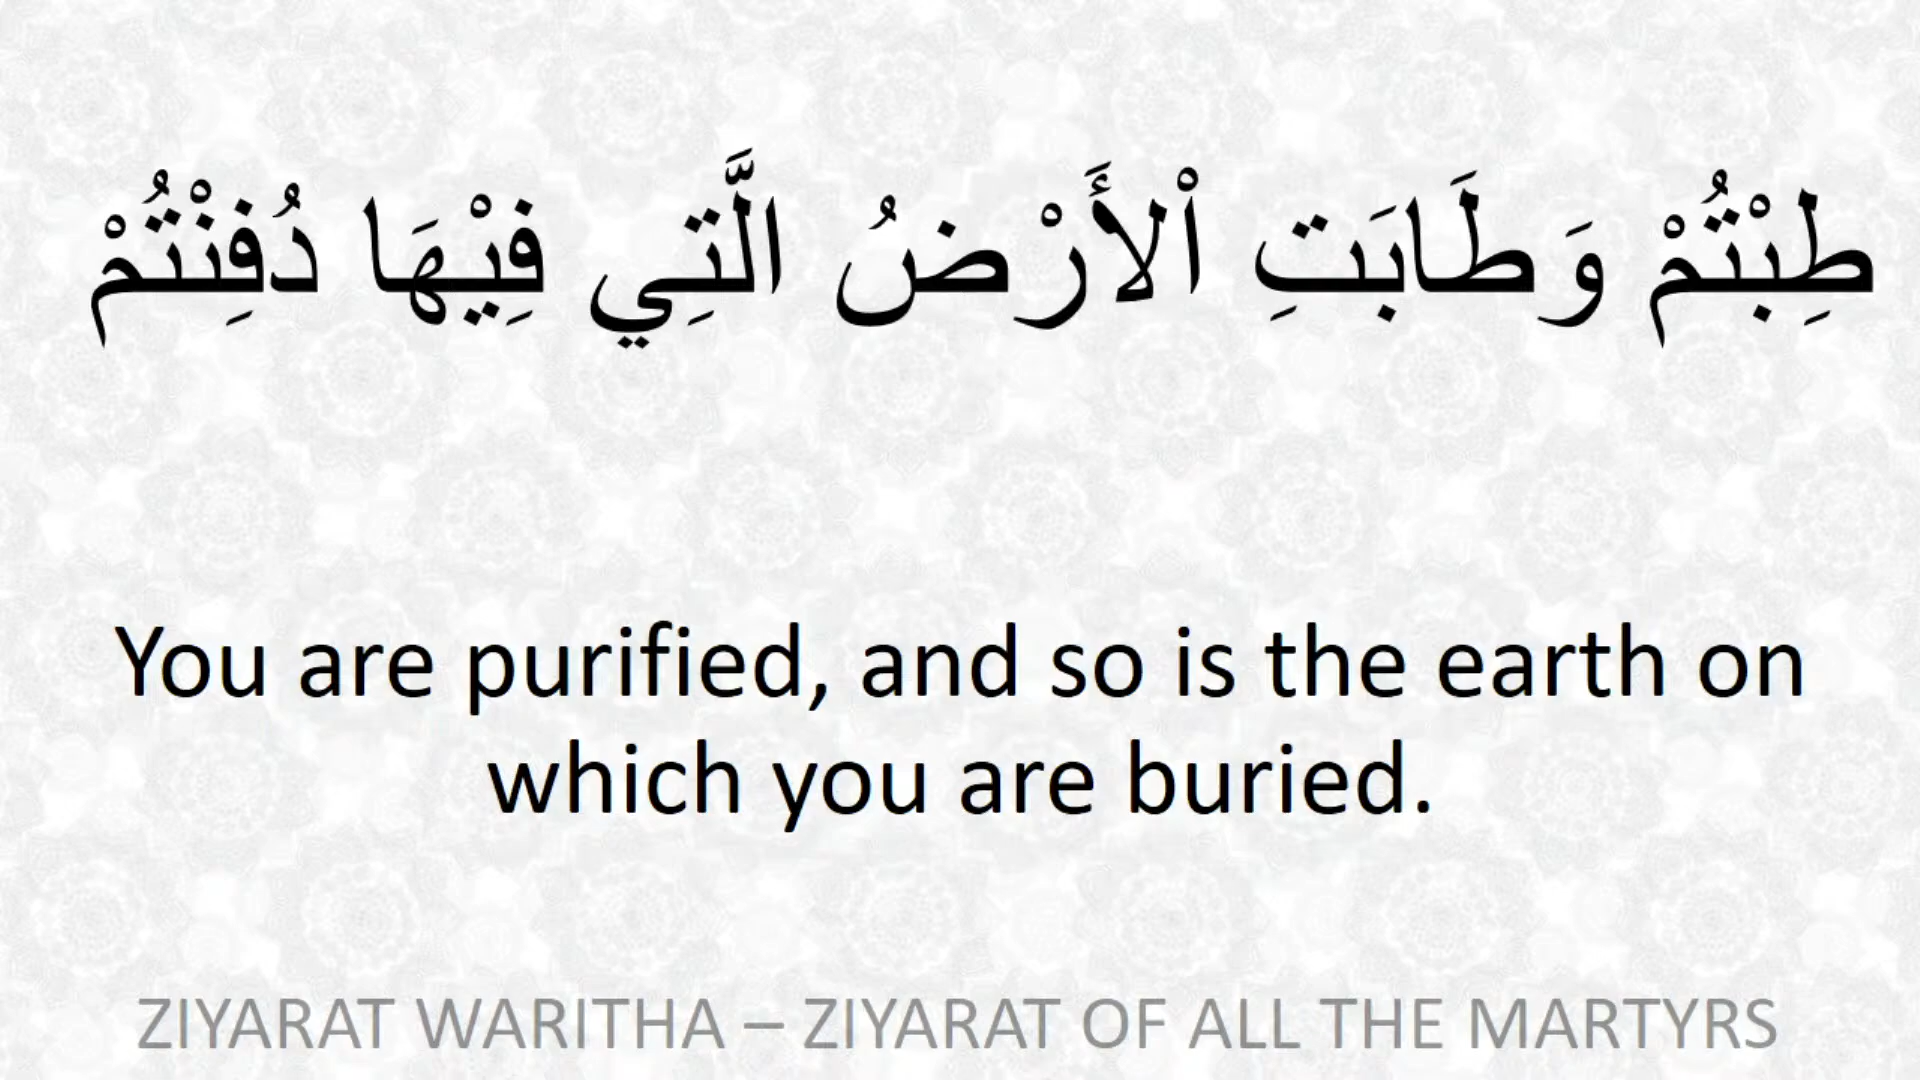 طِبْتُمْ وَطَابَتِ اْلأَرْضُ الَّتِي فِيْهَا دُفِنْتُمْ
You are purified, and so is the earth on
which you are buried.
ZIYARAT WARITHA – ZIYARAT OF ALL THE MARTYRS